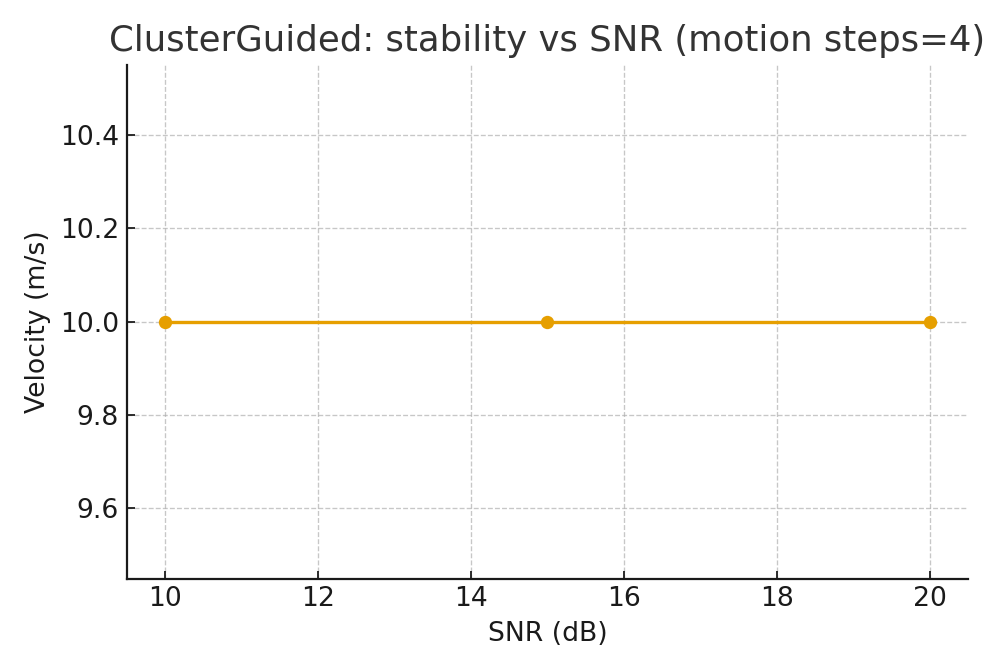 ClusterGuided: stability vs SNR (motion steps=4)
10.4
10.2
10.0
9.8
9.6
Velocity (m/s)
10 12 14 16 18 20
SNR (dB)